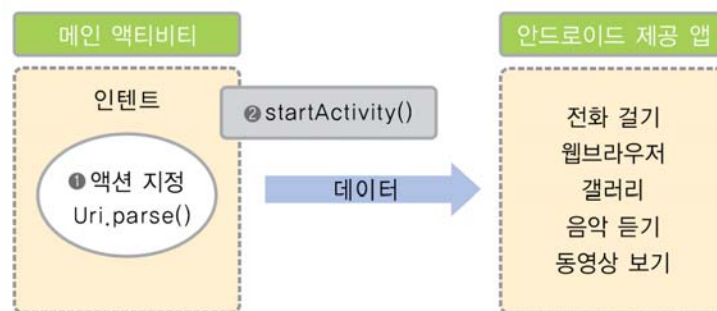 메인 액티비티
인텐트
❶액션 지정
Uri.parse()
❷startActivity()
데이터
안드로이드 제공 앱
전화 걸기
웹브라우저
갤러리
음악 듣기
동영상 보기